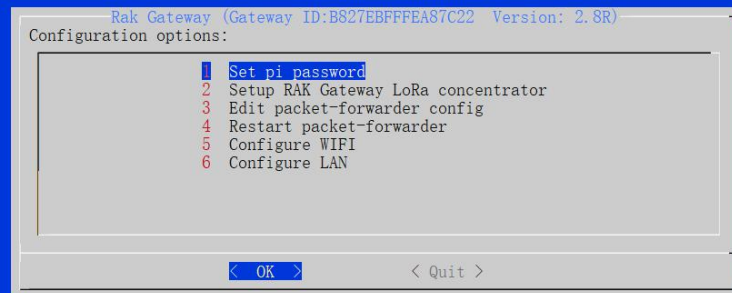 Rak Gateway (Gateway ID:B827EBFFFEA87C22 Version: 2.8R)
Configuration options:
1 Set pi password
2 Setup RAK Gateway LoRa concentrator
3 Edit packet-forwarder config
4 Restart packet-forwarder
5 Configure WIFI
6 Configure LAN
< OK > < Quit >